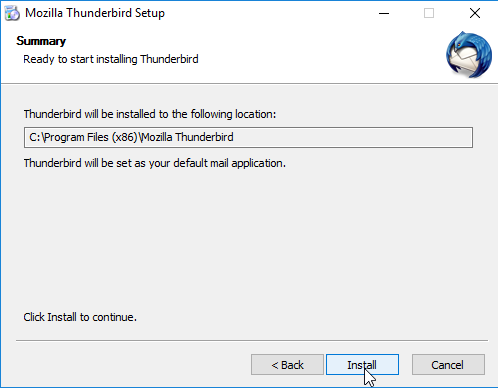 Mozilla Thunderbird Setup
Summary
Ready to start installing Thunderbird
Thunderbird will be installed to the following location:
C:\Program Files (x86)\Mozilla Thunderbird
Thunderbird will be set as your default mail application.
Click Install to continue.
< Back Install Cancel